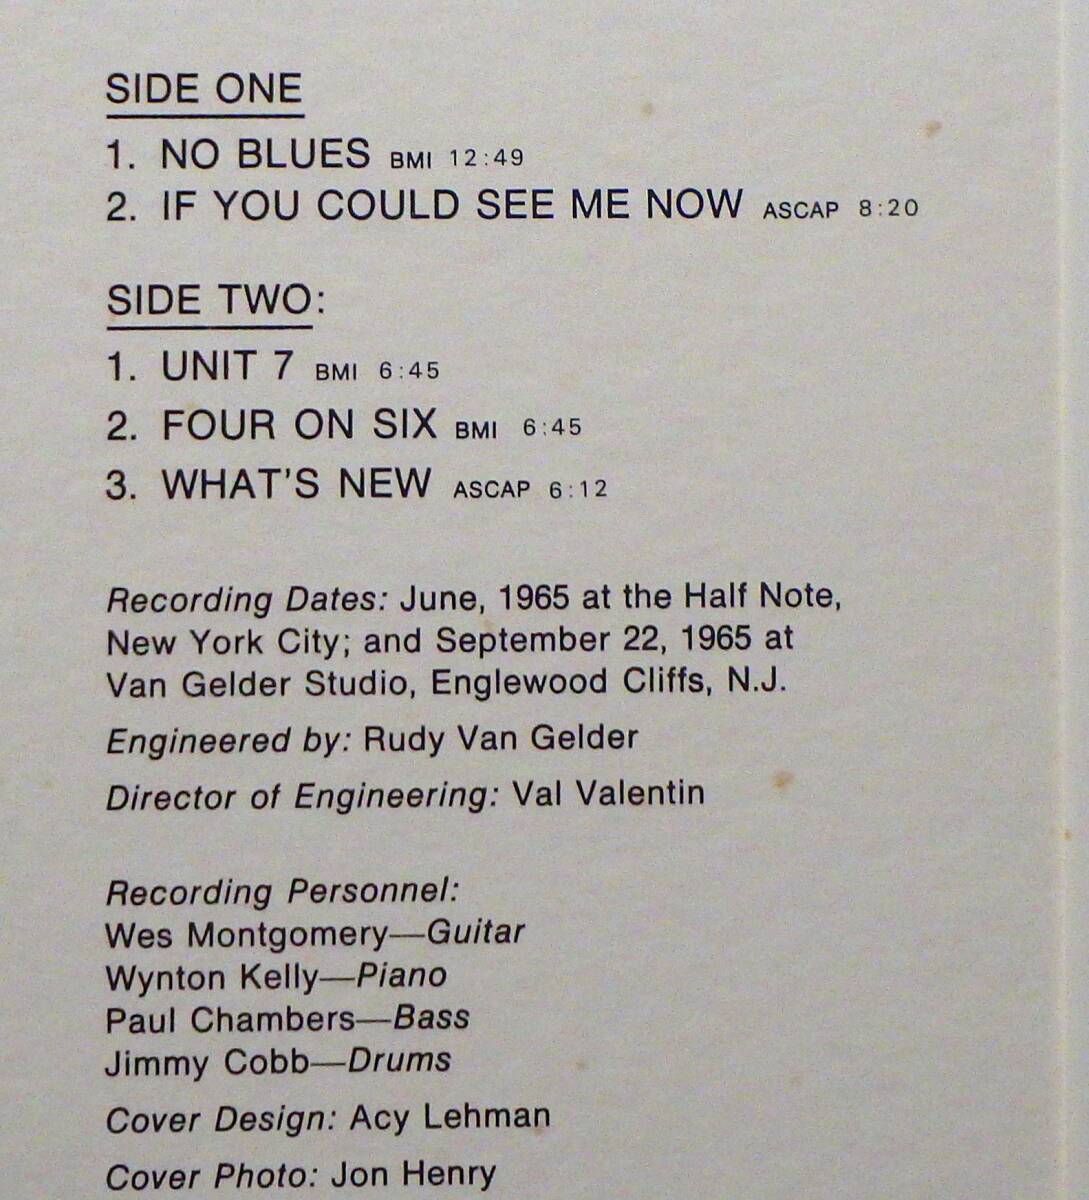 SIDE ONE
1. NO BLUES BMI 12:49
2. IF YOU COULD SEE ME NOW ASCAP 8:20
SIDE TWO:
1. UNIT 7 BMI 6:45
2. FOUR ON SIX BMI 6:45
3. WHAT'S NEW ASCAP 6:12
Recording Dates: June, 1965 at the Half Note,
New York City; and September 22, 1965 at
Van Gelder Studio, Englewood Cliffs, N.J.
Engineered by: Rudy Van Gelder
Director of Engineering: Val Valentin
Recording Personnel:
Wes Montgomery—Guitar
Wynton Kelly—Piano
Paul Chambers—Bass
Jimmy Cobb—Drums
Cover Design: Acy Lehman
Cover Photo: Jon Henry